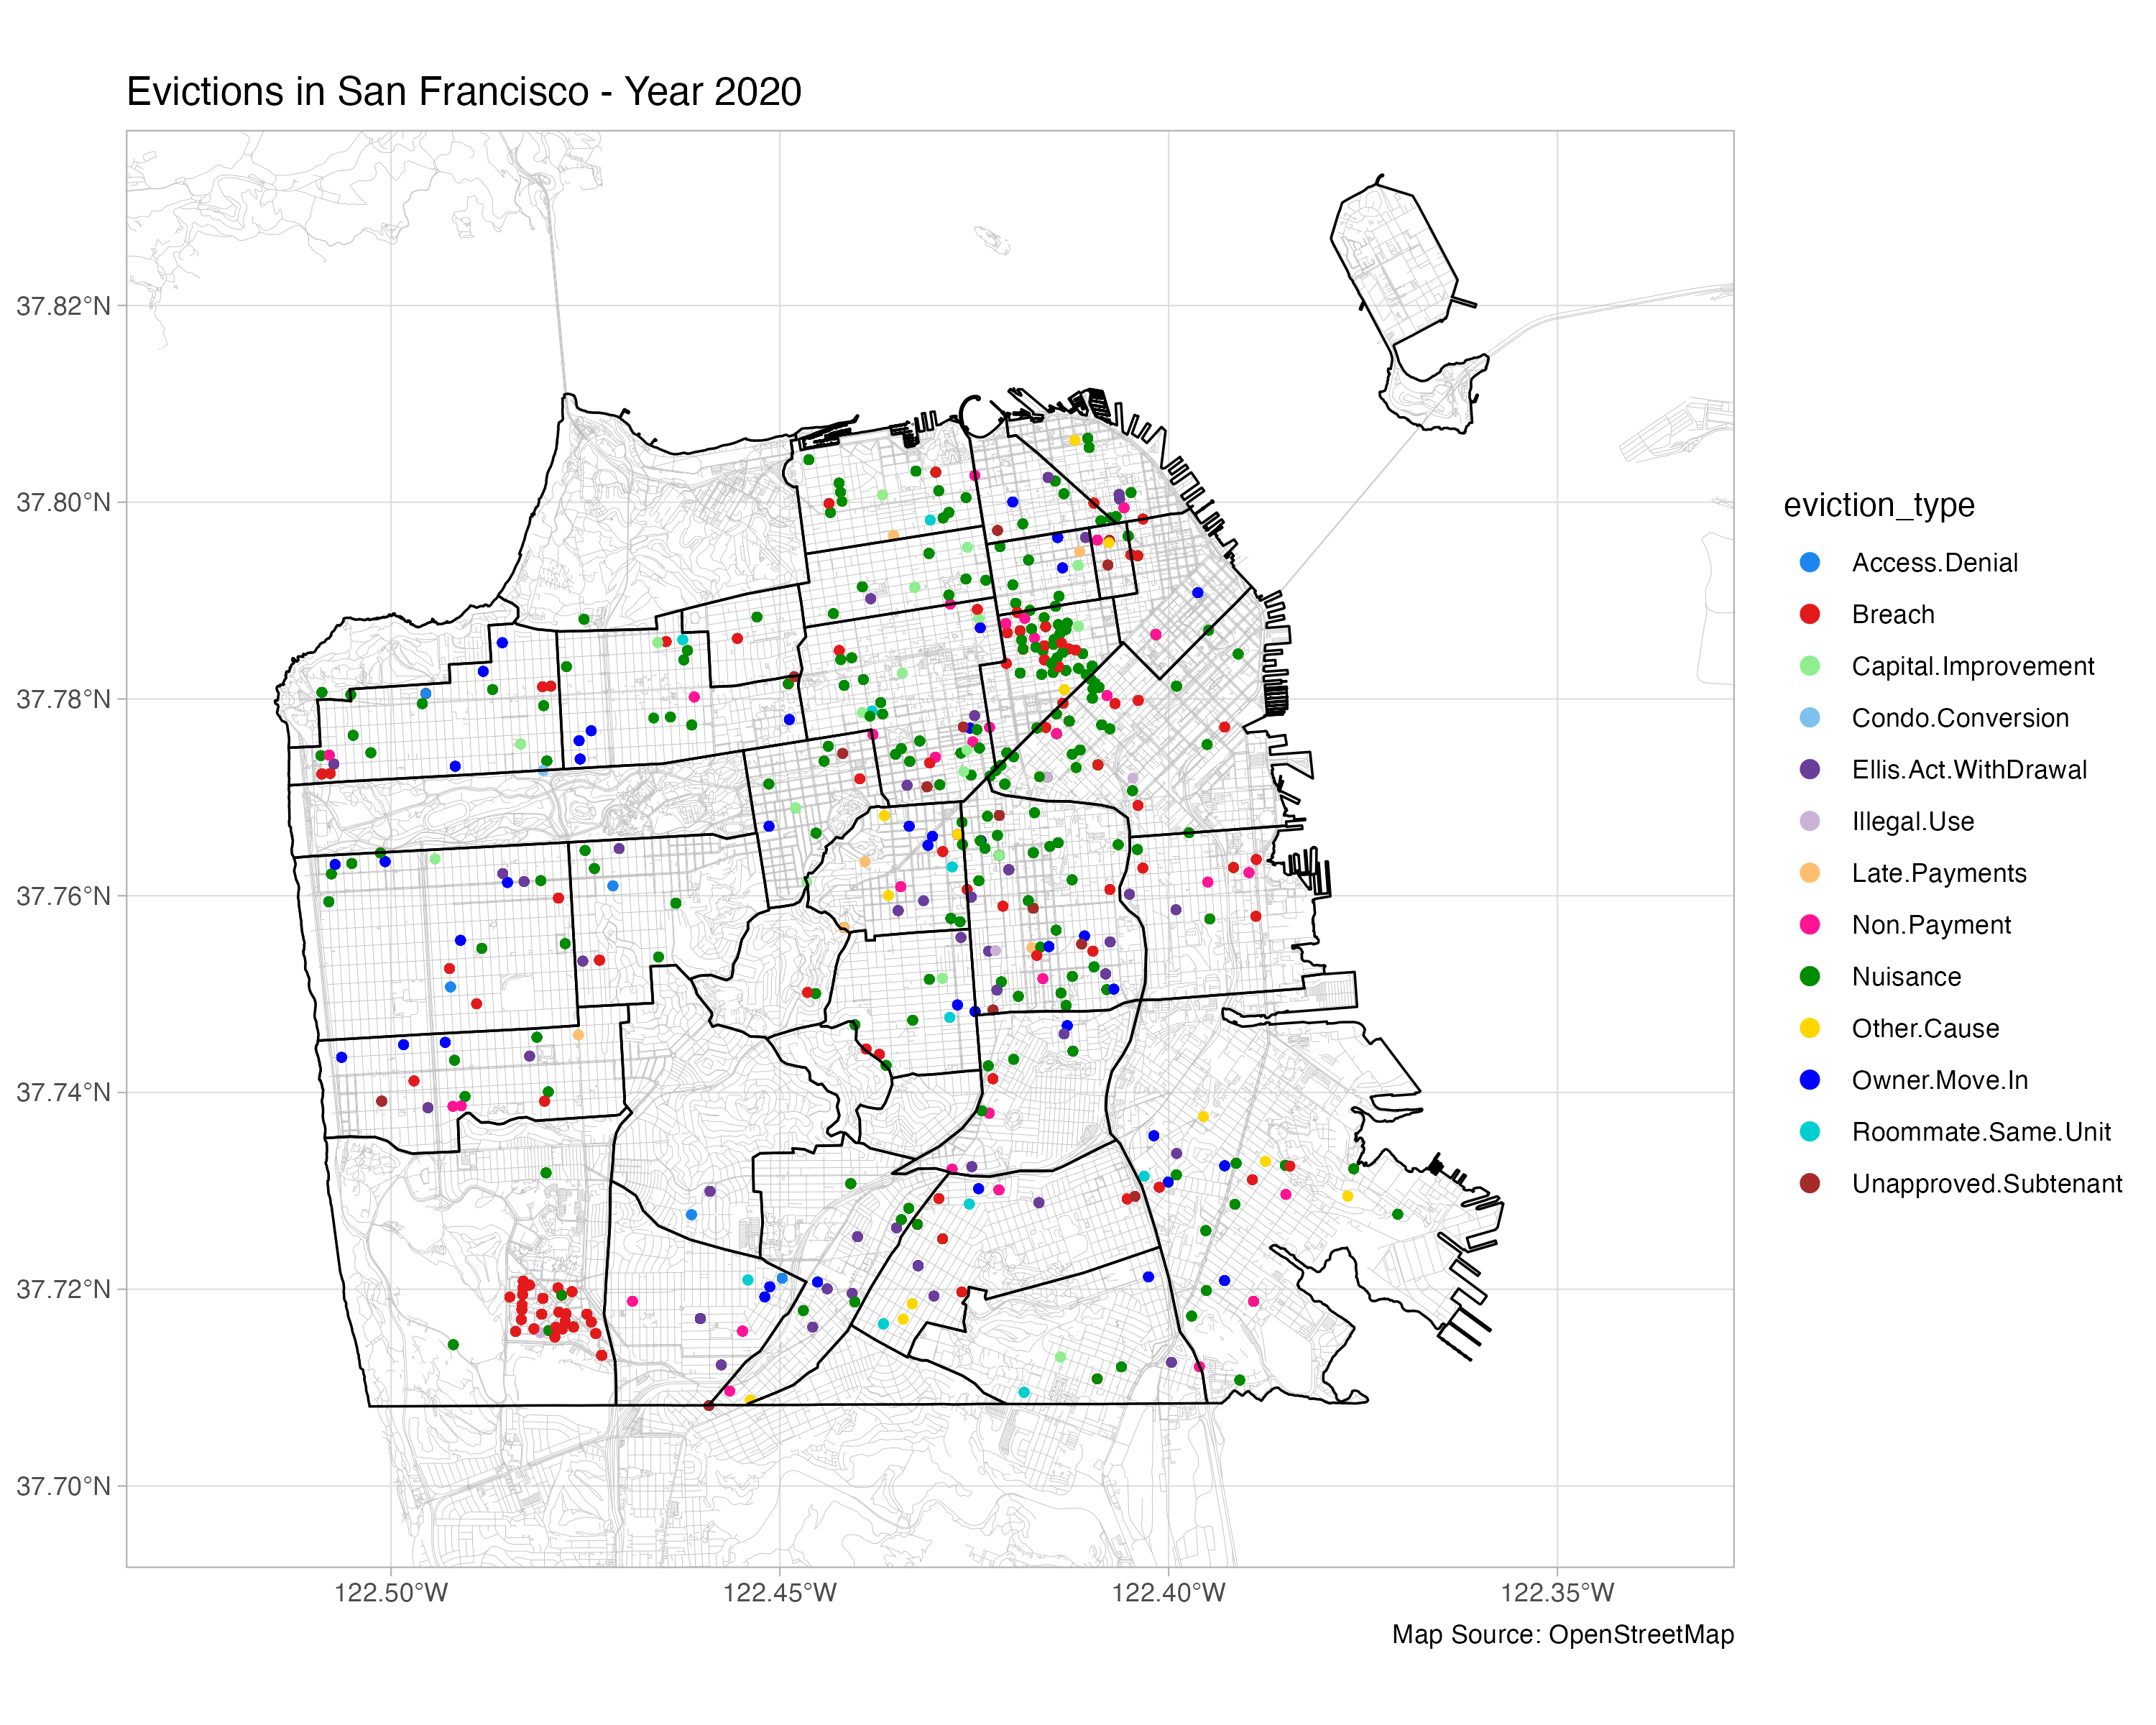 Evictions in San Francisco - Year 2020
37.82°N
37.80°N
37.78°N
37.76°N
37.74°N
37.72°N
37.70°N
122.50°W
122.45°W
122.40°W
122.35°W
Map Source: OpenStreetMap
eviction_type
Access.Denial
Breach
Capital.Improvement
Condo.Conversion
Ellis.Act.WithDrawal
Illegal.Use
Late.Payments
Non.Payment
Nuisance
Other.Cause
Owner.Move.In
Roommate.Same.Unit
Unapproved.Subtenant